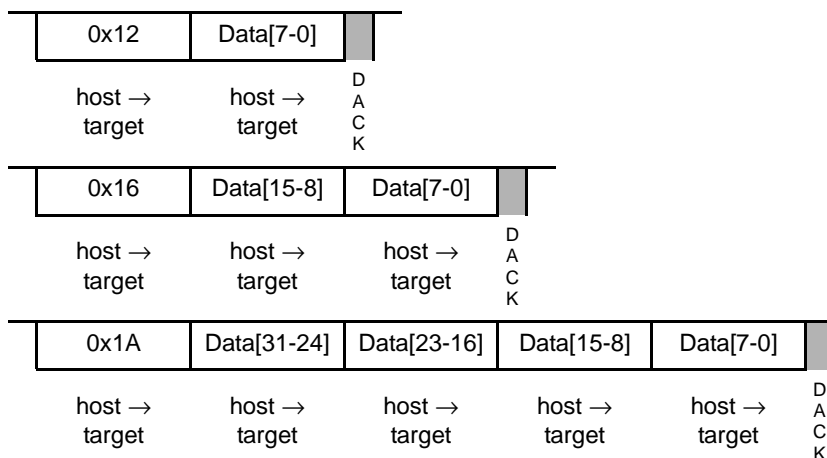 0x12 Data[7-0]
host → host → D
A
target target C
K
0x16 Data[15-8] Data[7-0]
host → host → host → D
A
target target target C
K
0x1A Data[31-24] Data[23-16] Data[15-8] Data[7-0]
host → host → host → host → host → D
A
target target target target target C
K